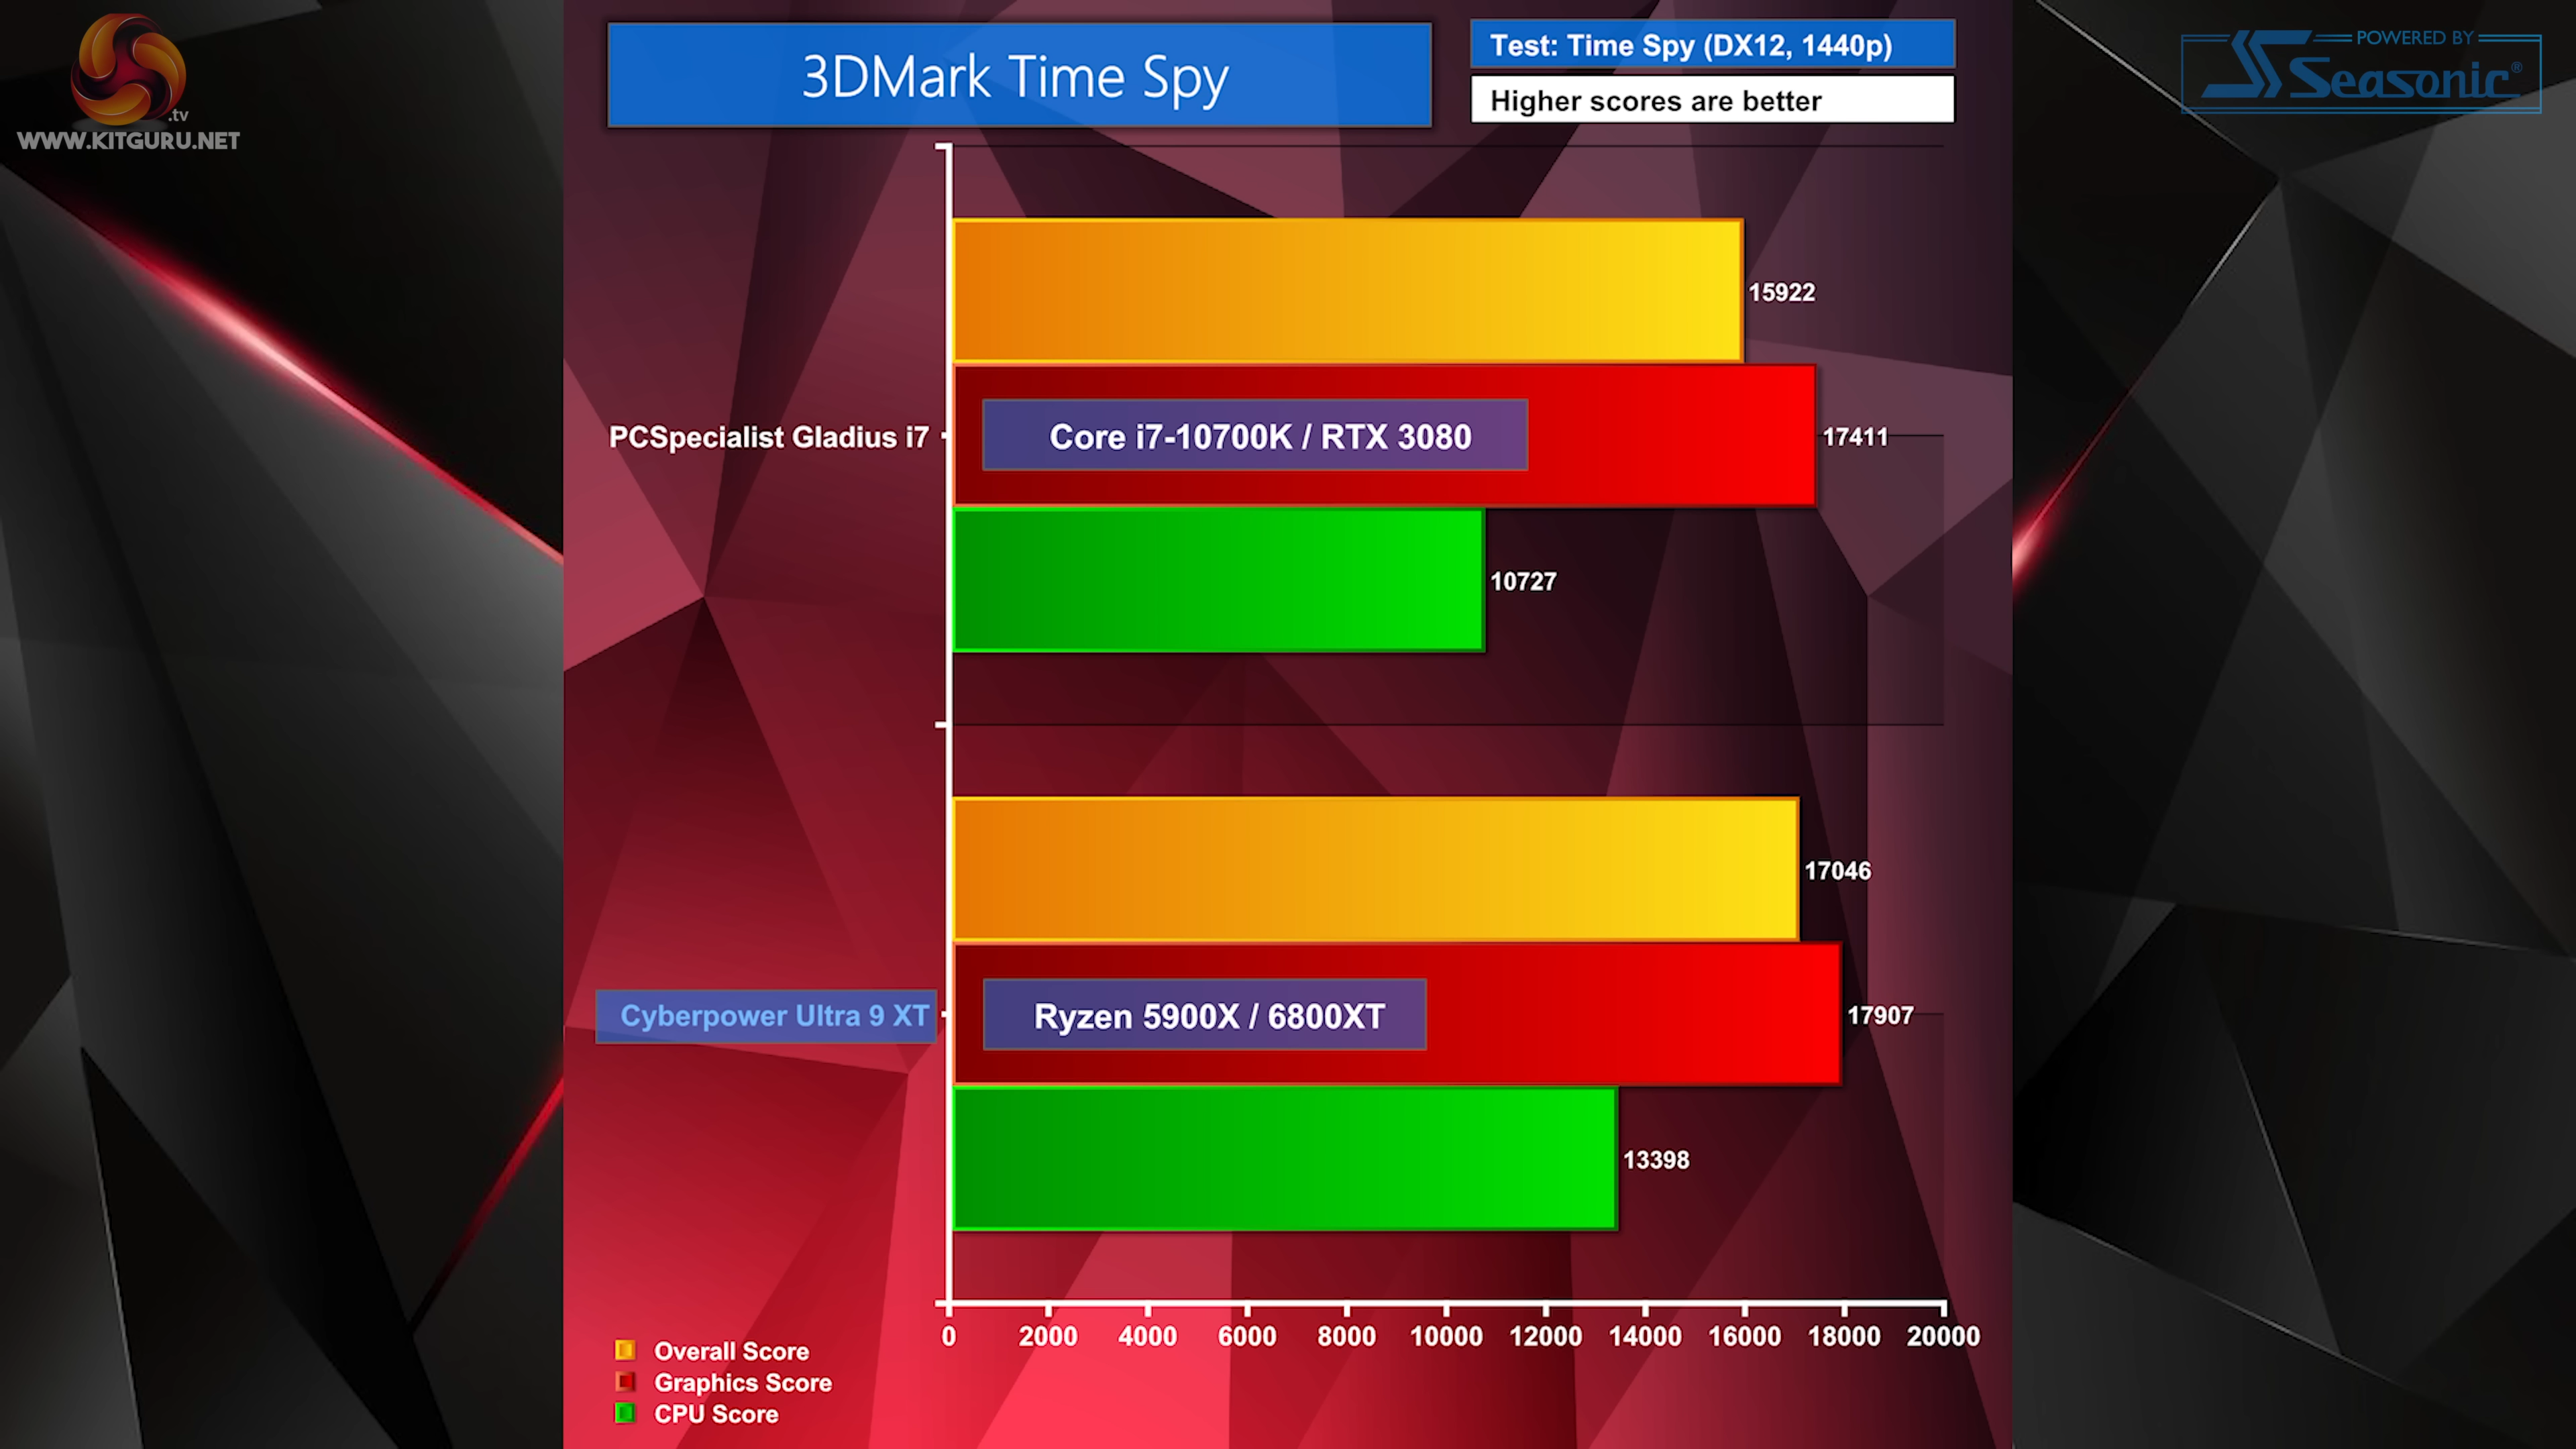 .tv
WWW.KITGURU.NET
3DMark Time Spy
Test: Time Spy (DX12, 1440p)
Higher scores are better
POWERED BY
Seasonic®
15922
PCSpecialist Gladius i7
Core i7-10700K / RTX 3080
17411
10727
17046
Cyberpower Ultra 9 XT
Ryzen 5900X / 6800XT
17907
13398
0 2000 4000 6000 8000 10000 12000 14000 16000 18000 20000
Overall Score
Graphics Score
CPU Score